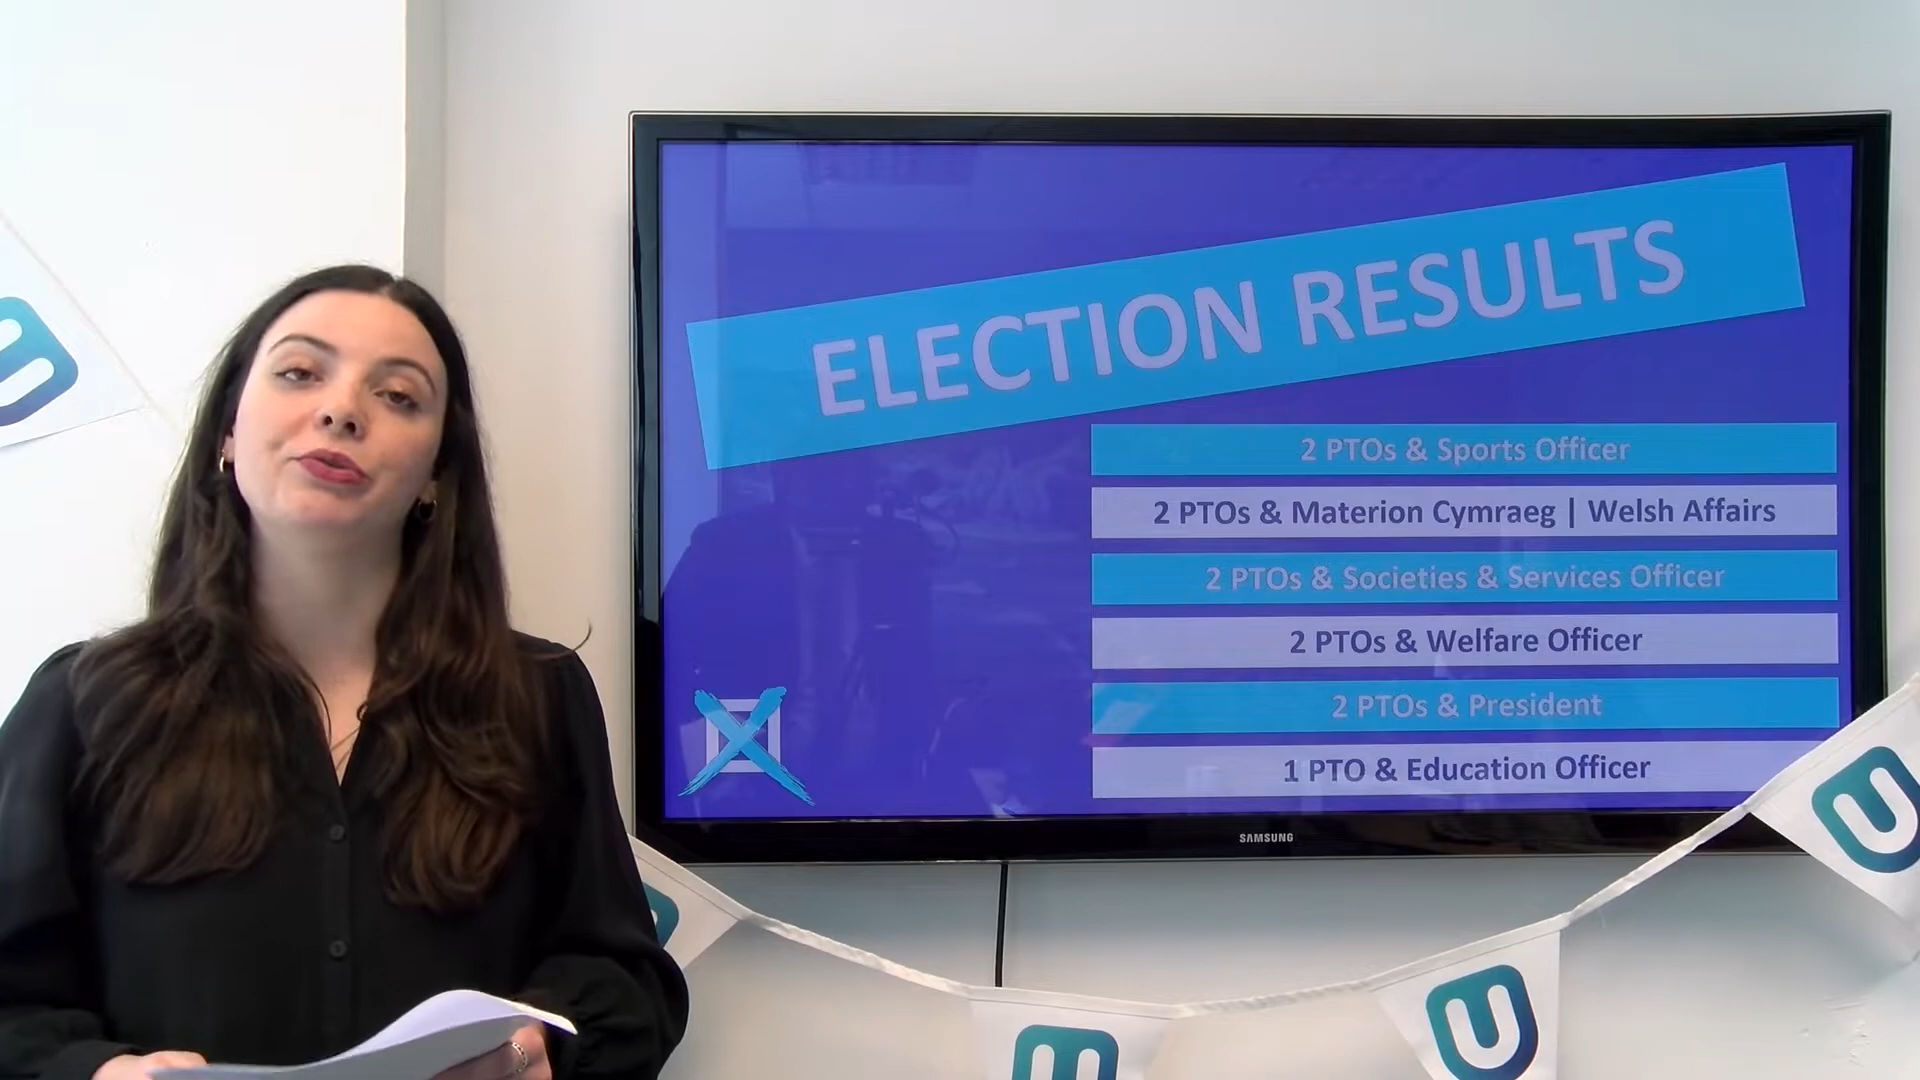 ELECTION RESULTS
2 PTOs & Sports Officer
2 PTOs & Materion Cymraeg | Welsh Affairs
2 PTOs & Societies & Services Officer
2 PTOs & Welfare Officer
2 PTOs & President
1 PTO & Education Officer
SAMSUNG